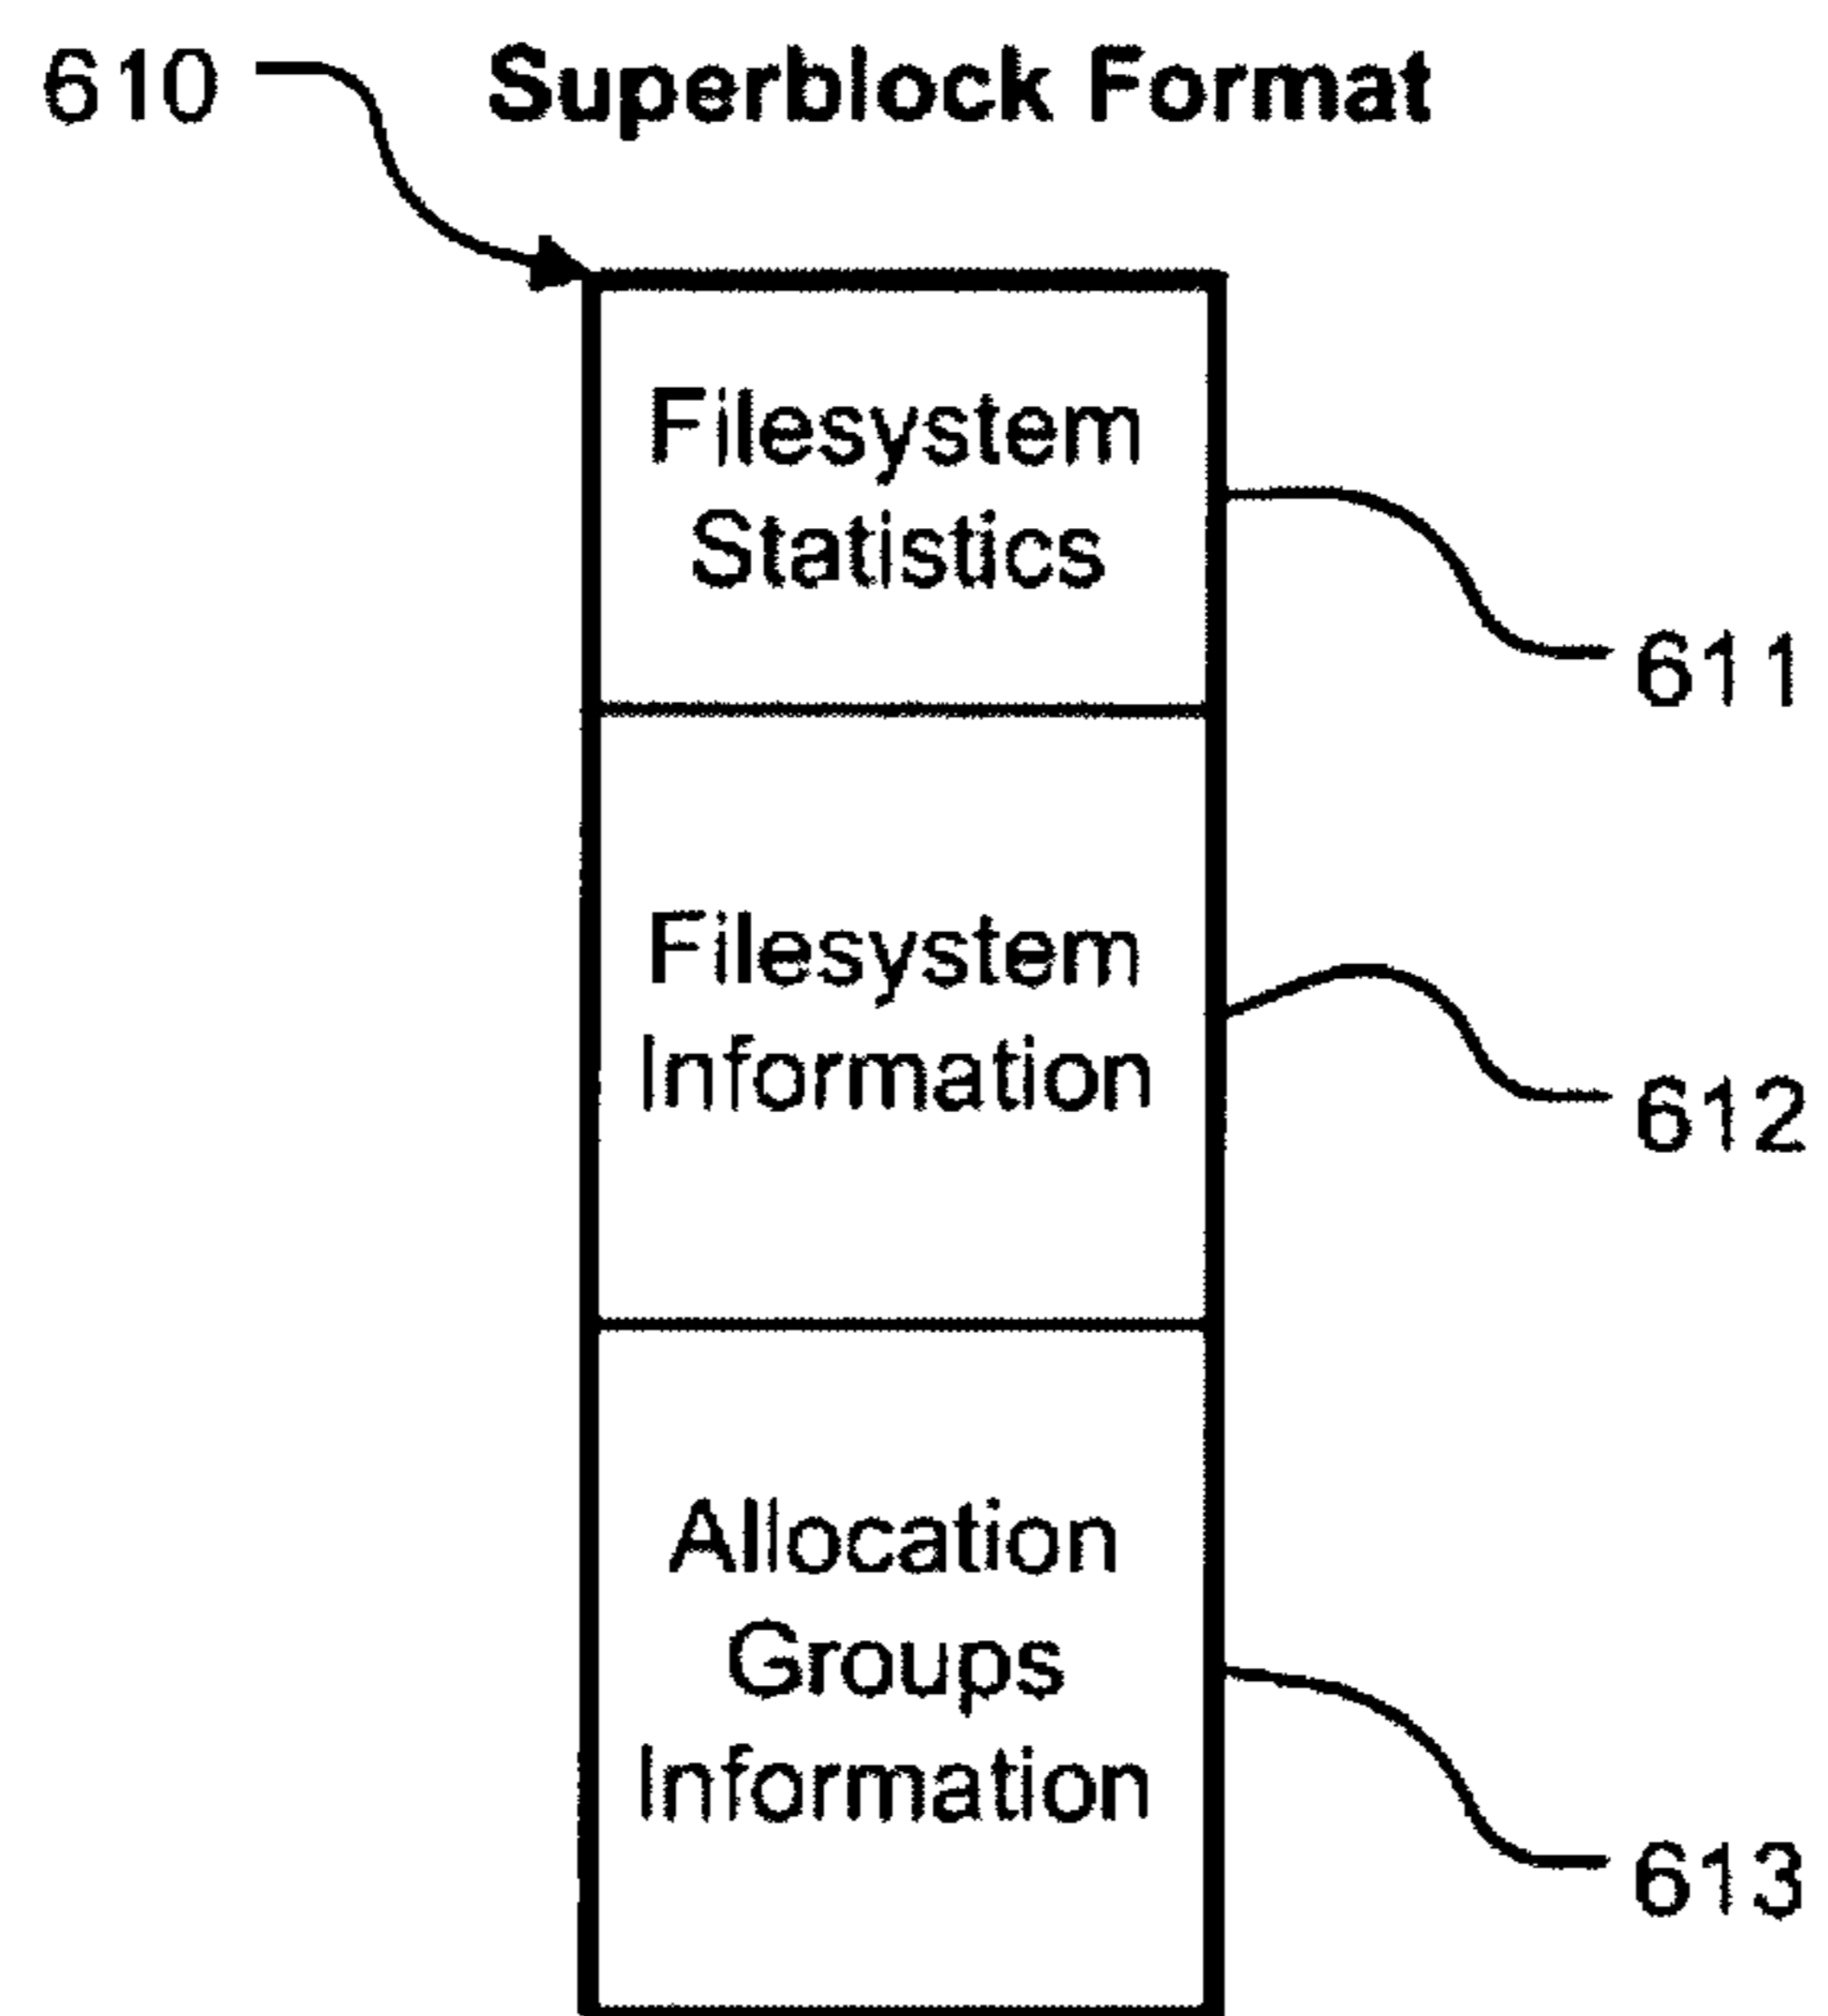 610 Superblock Format
Filesystem
Statistics
611
Filesystem
Information
612
Allocation
Groups
Information
613